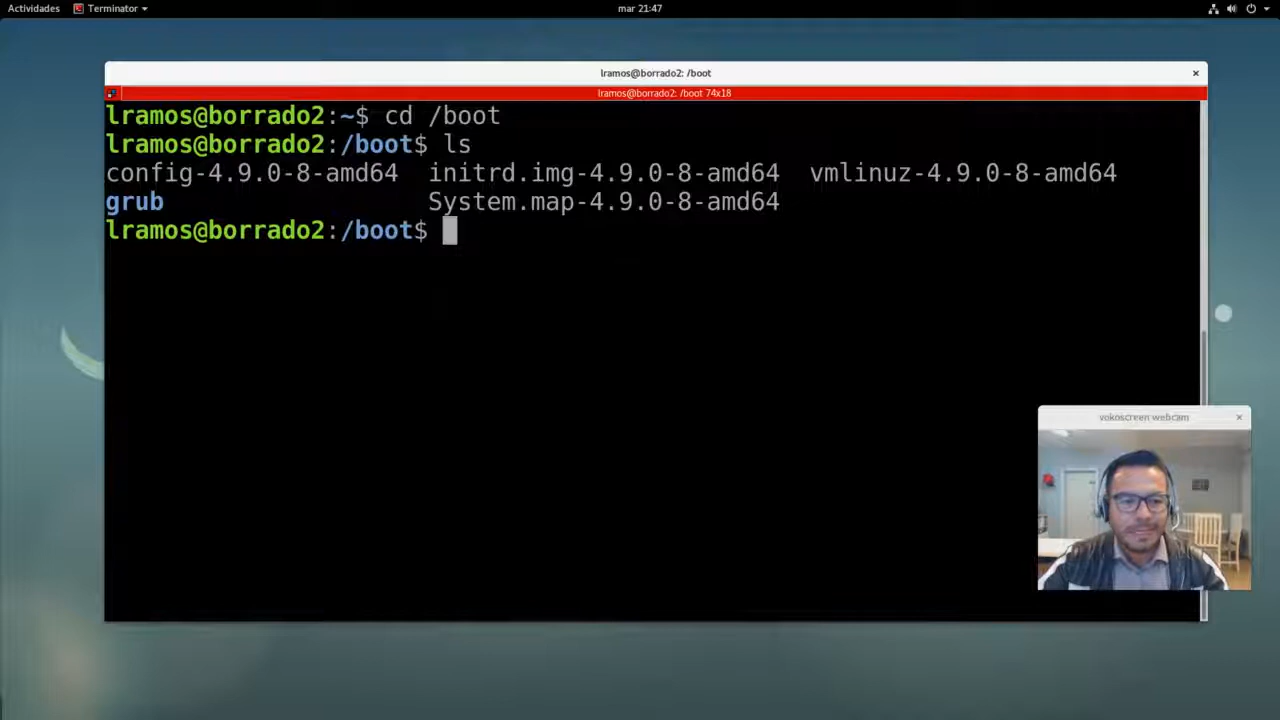 Actividades Terminator mar 21:47
lramos@borrado2: /boot
lramos@borrado2: /boot 74x18
lramos@borrado2:~$ cd /boot
lramos@borrado2:/boot$ ls
config-4.9.0-8-amd64 initrd.img-4.9.0-8-amd64 vmlinuz-4.9.0-8-amd64
grub System.map-4.9.0-8-amd64
lramos@borrado2:/boot$
vokoscreen webcam